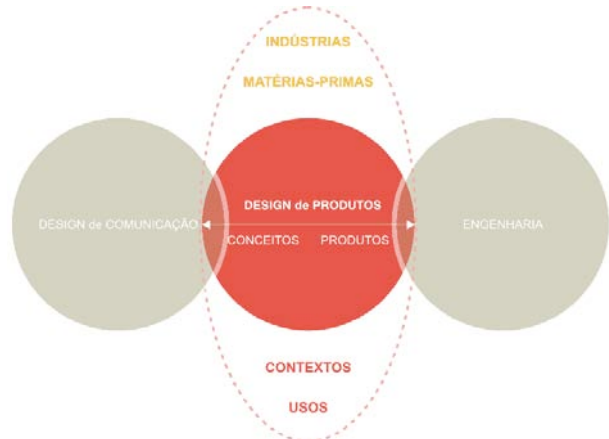 INDÚSTRIAS
MATÉRIAS-PRIMAS
DESIGN de PRODUTOS
DESIGN de COMUNICAÇÃO
CONCEITOS PRODUTOS
ENGENHARIA
CONTEXTOS
USOS